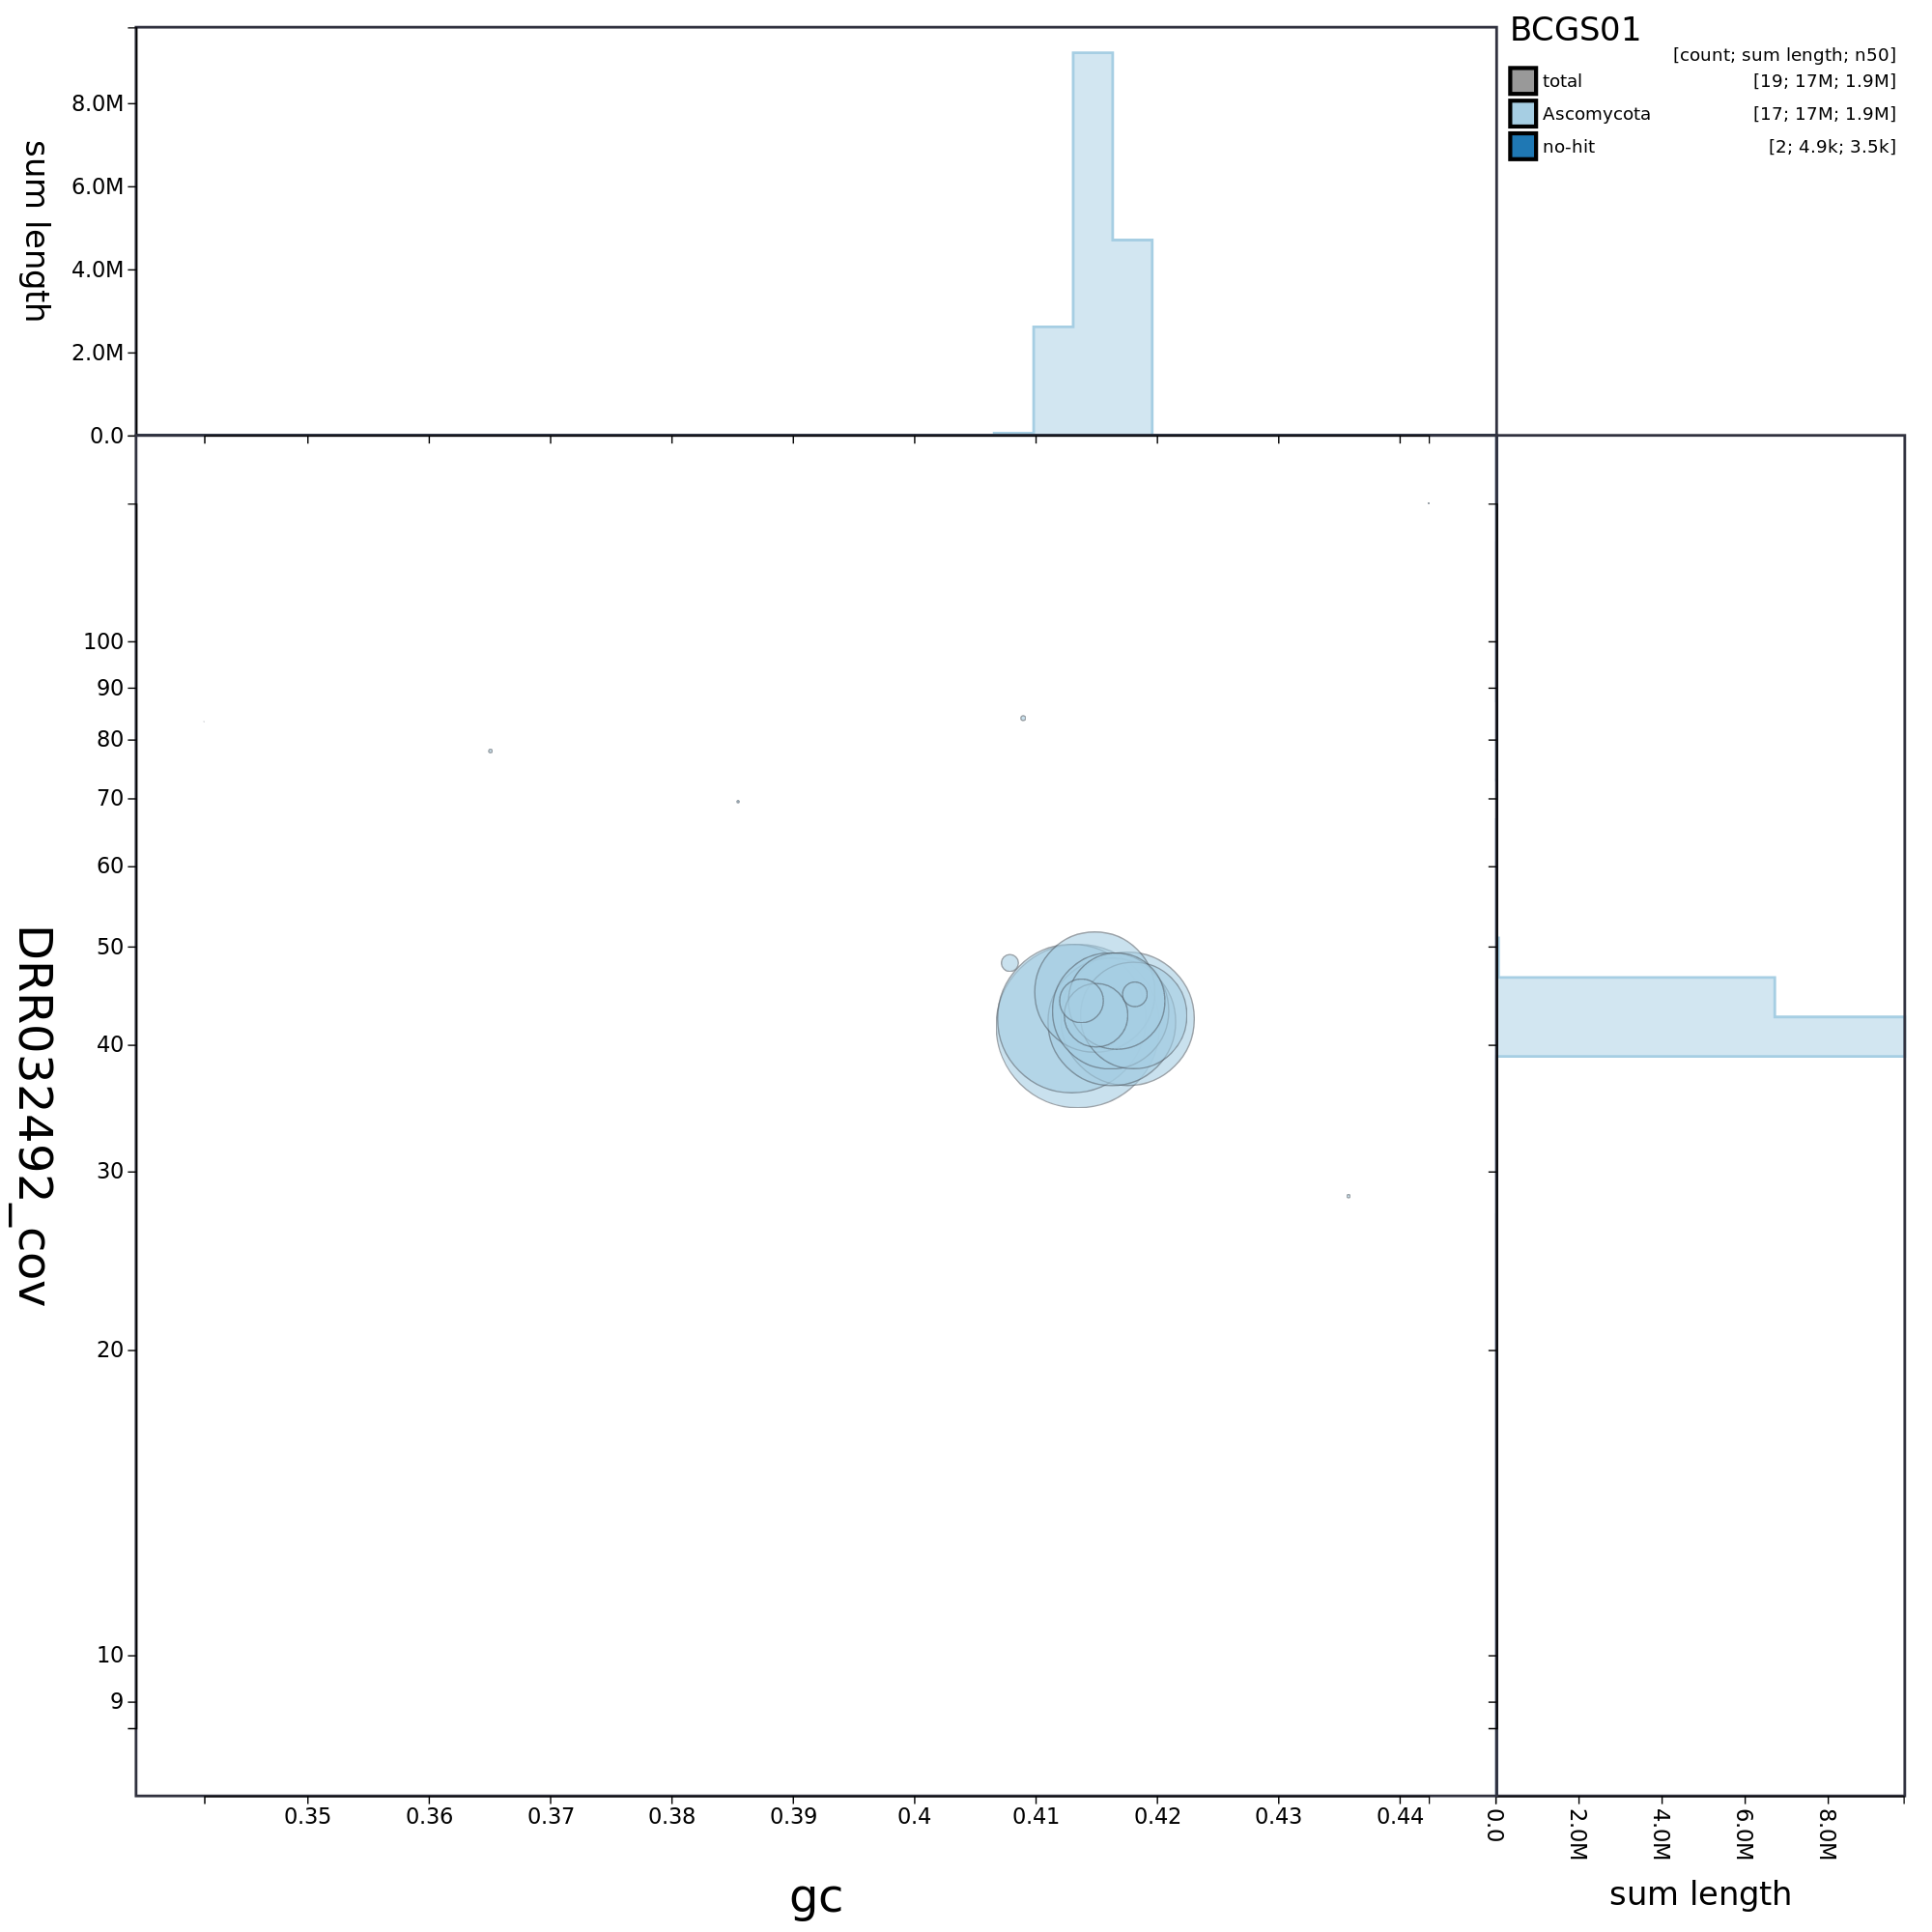 BCGS01
[count; sum length; n50]
total [19; 17M; 1.9M]
Ascomycota [17; 17M; 1.9M]
no-hit [2; 4.9k; 3.5k]
sum length
8.0M
6.0M
4.0M
2.0M
0.0
DRR032492_cov
100
90
80
70
60
50
40
30
20
10
9
0.35 0.36 0.37 0.38 0.39 0.4 0.41 0.42 0.43 0.44
gc
0.0 2.0M 4.0M 6.0M 8.0M
sum length